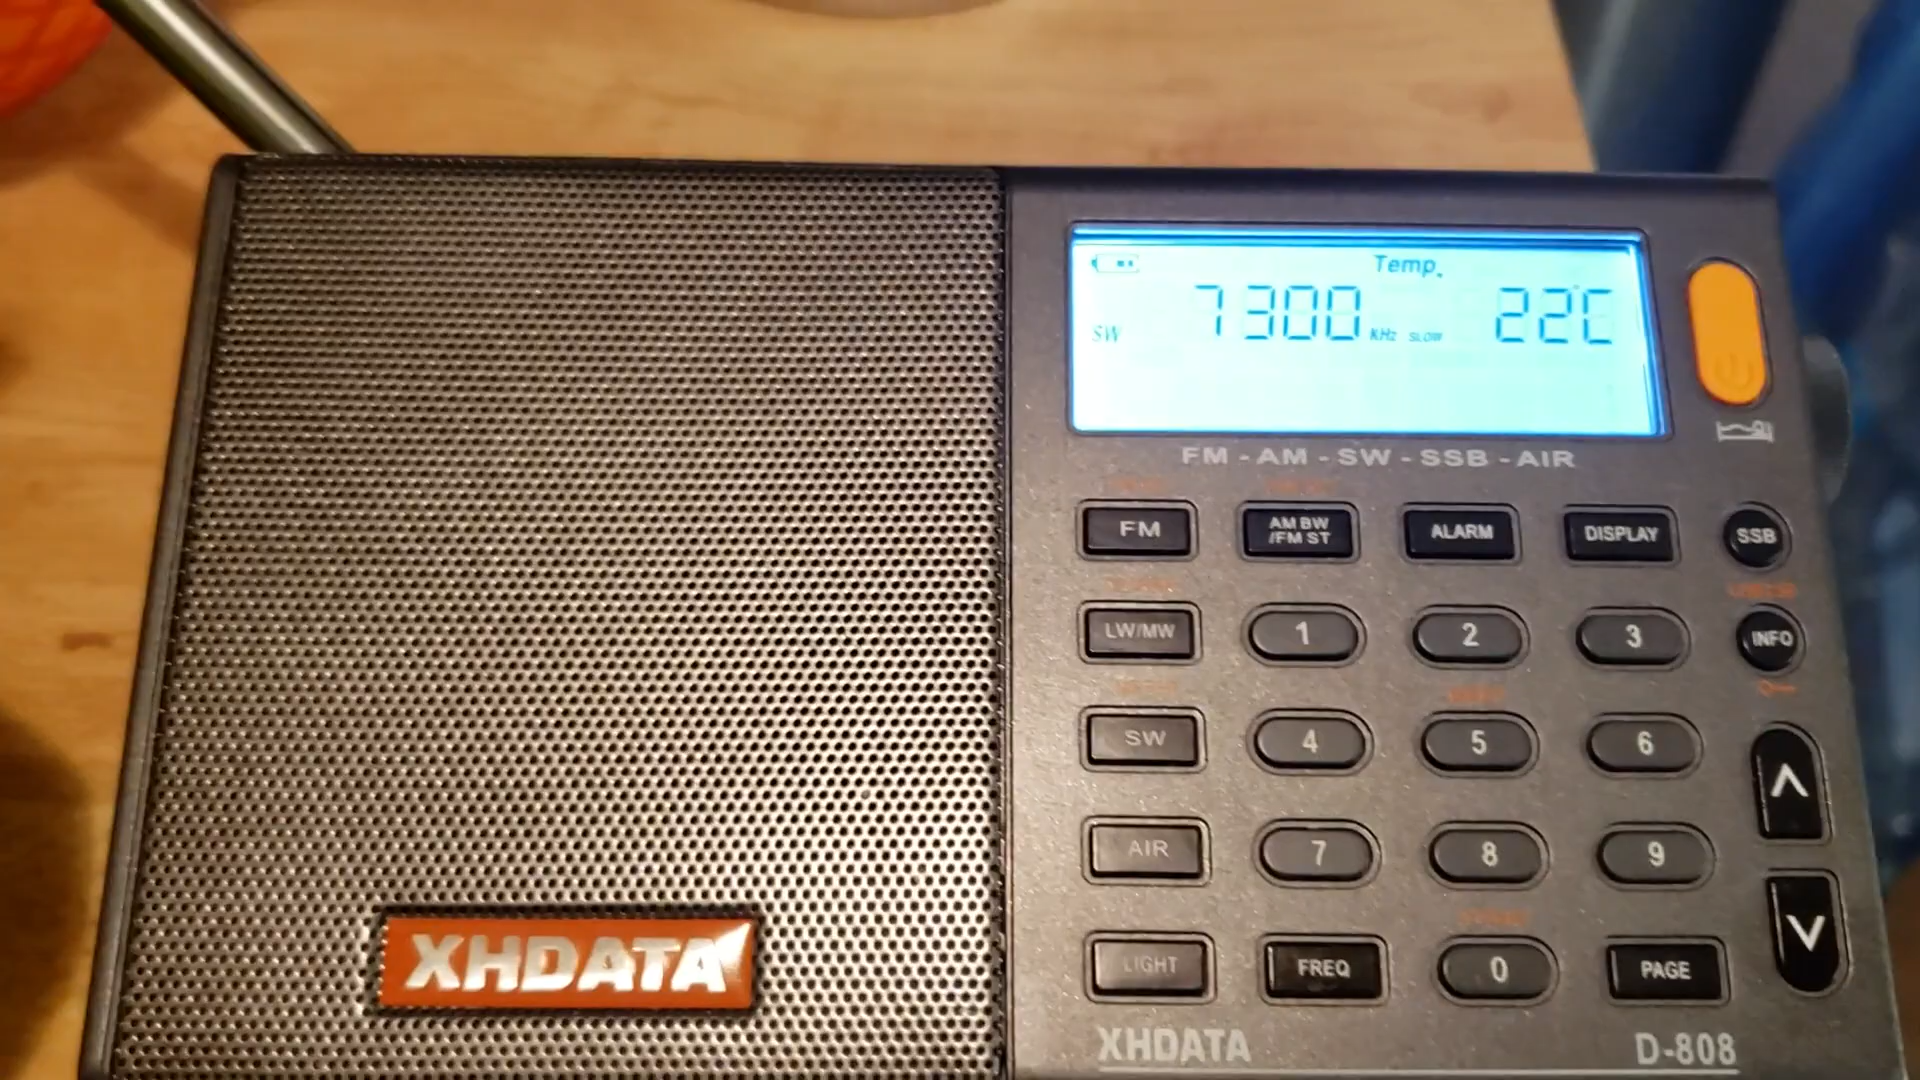 Temp.
SW 7300 KHz SLOW 22°C
FM - AM - SW - SSB - AIR
FM AM BW /FM ST ALARM DISPLAY SSB
LW/MW 1 2 3 INFO
SW 4 5 6
AIR 7 8 9
LIGHT FREQ 0 PAGE
XHDATA
XHDATA D-808